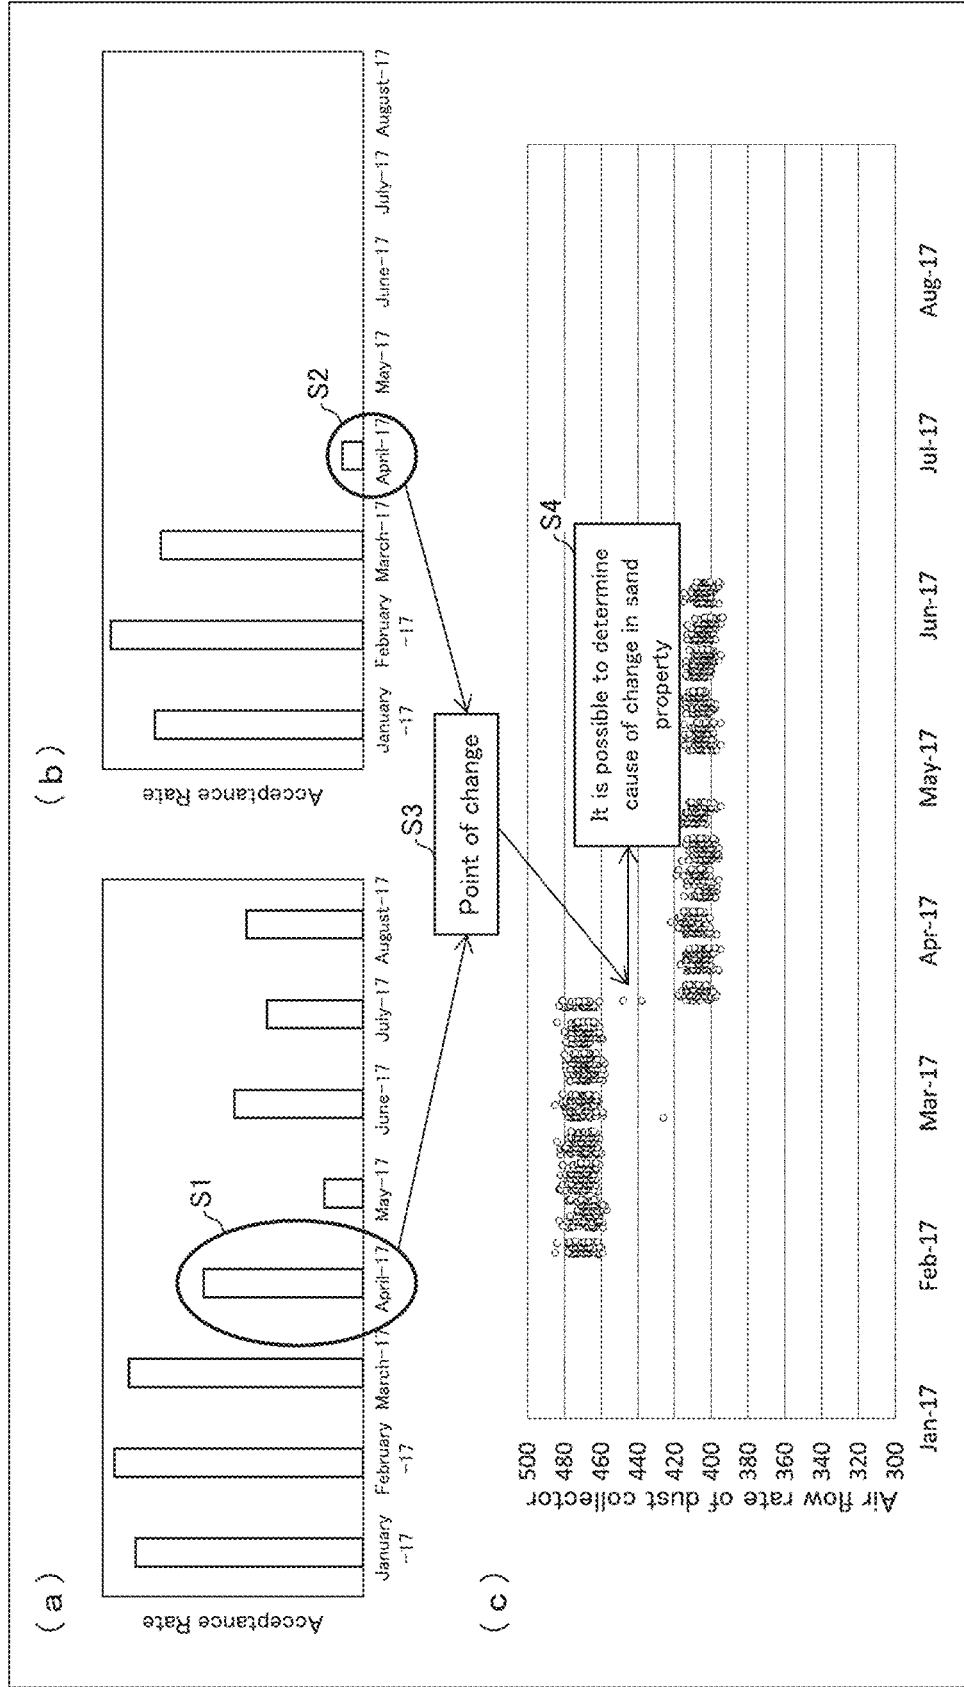 ( a )
Acceptance Rate
January
-17
February
-17
March-17
April-17
May-17
June-17
July-17
August-17
S1
( b )
Acceptance Rate
January
-17
February
-17
March-17
April-17
May-17
June-17
July-17
August-17
S2
S3
Point of change
( c )
Air flow rate of dust collector
500
480
460
440
420
400
380
360
340
320
300
Jan-17
Feb-17
Mar-17
Apr-17
May-17
Jun-17
Jul-17
Aug-17
S4
It is possible to determine
cause of change in sand
property